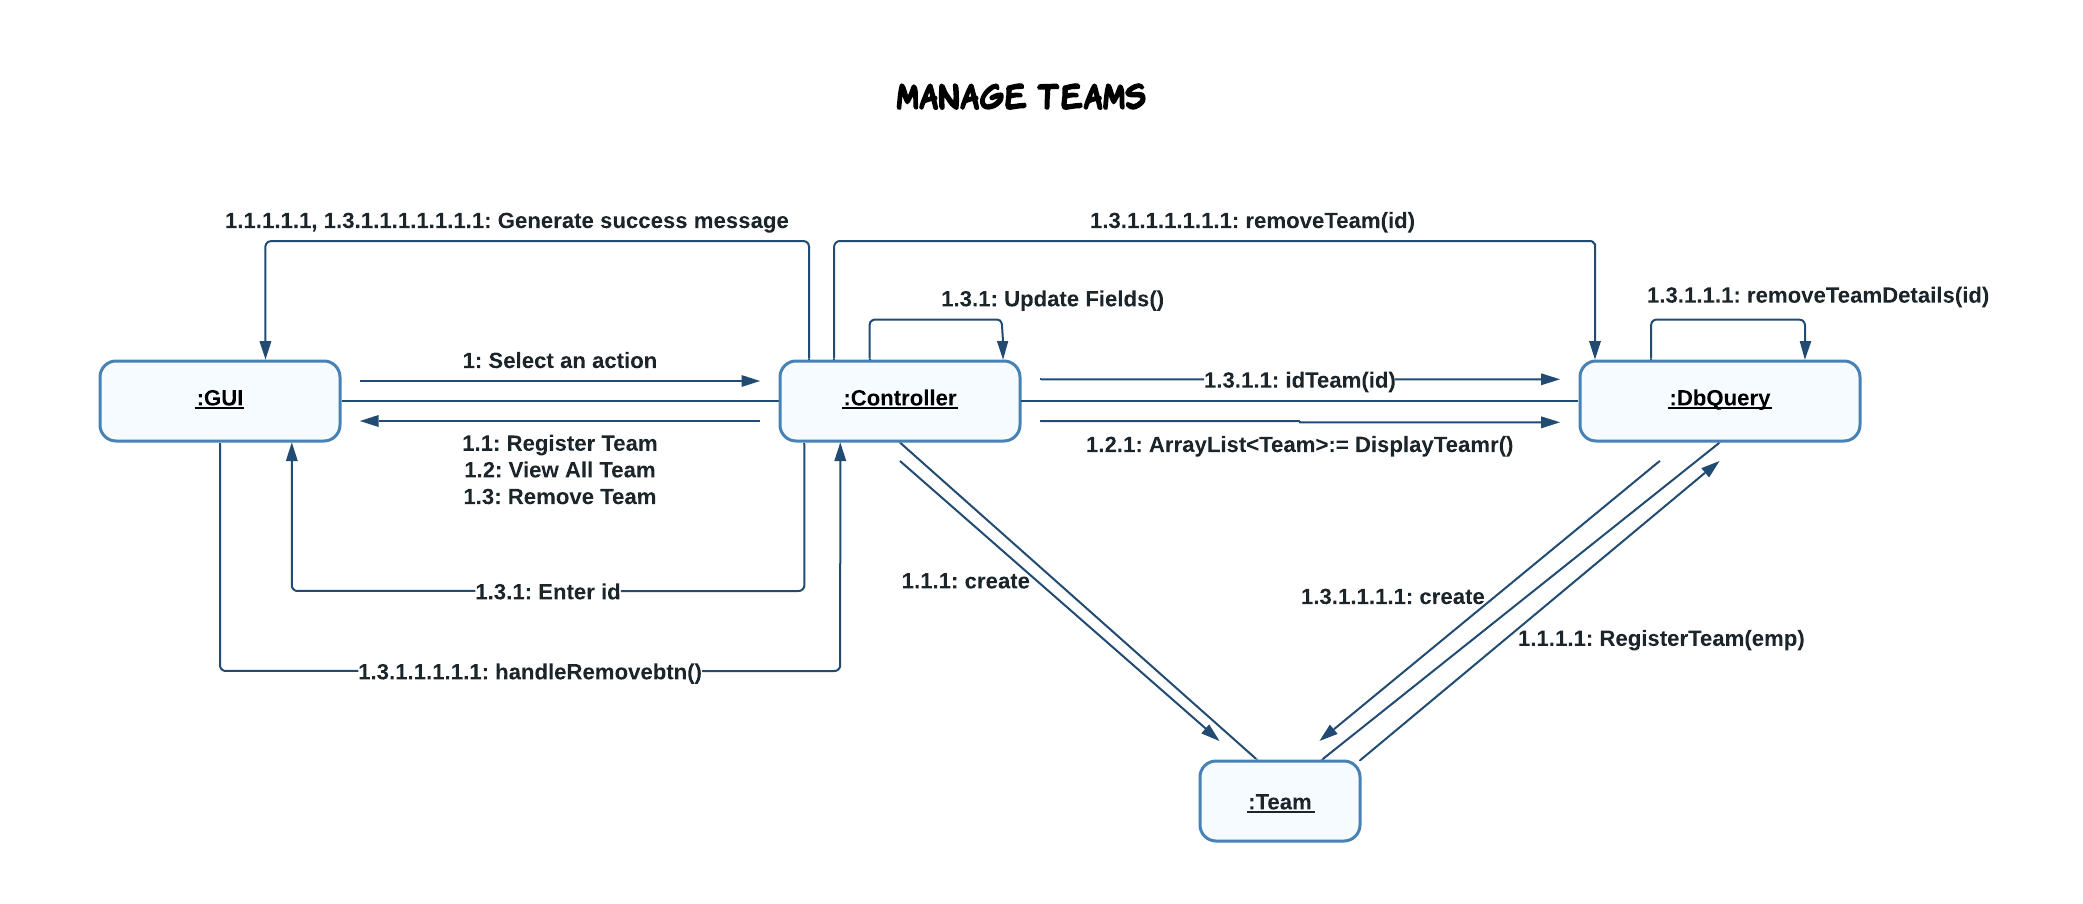 MANAGE TEAMS
1.1.1.1.1, 1.3.1.1.1.1.1.1.1: Generate success message
1.3.1.1.1.1.1.1: removeTeam(id)
1.3.1: Update Fields()
1.3.1.1.1: removeTeamDetails(id)
1: Select an action
:GUI
:Controller
1.3.1.1: idTeam(id)
:DbQuery
1.1: Register Team
1.2: View All Team
1.3: Remove Team
1.2.1: ArrayList<Team>:= DisplayTeamr()
1.3.1: Enter id
1.1.1: create
1.3.1.1.1.1: create
1.1.1.1: RegisterTeam(emp)
1.3.1.1.1.1.1: handleRemovebtn()
:Team